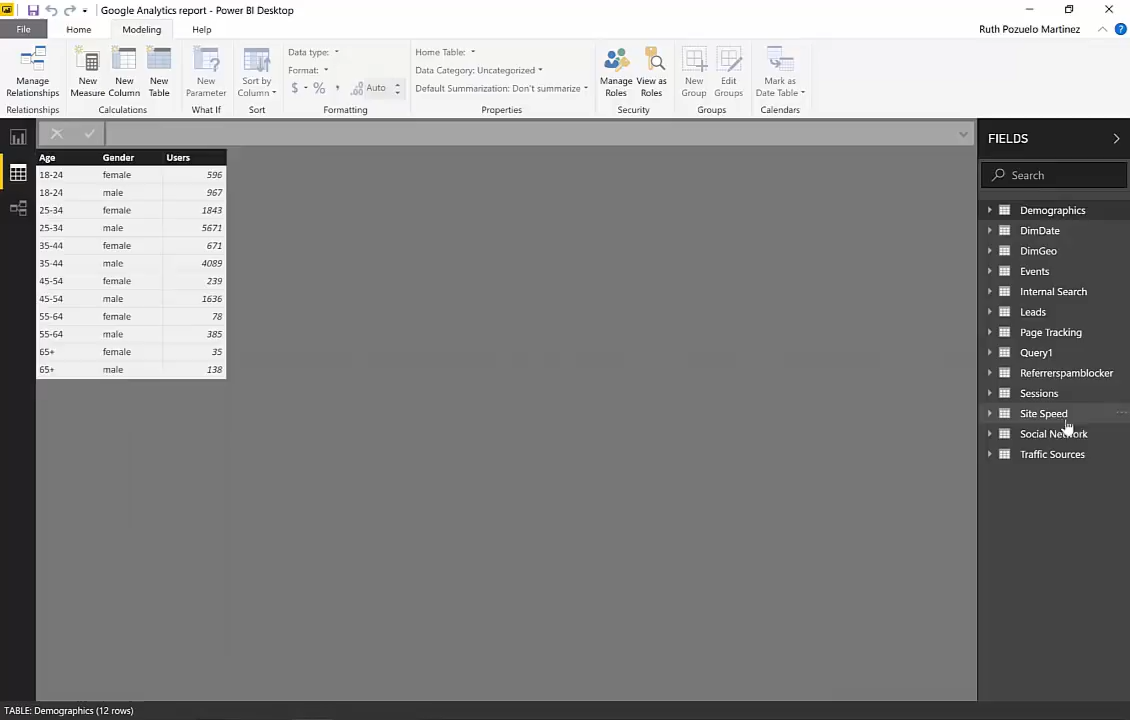 Google Analytics report - Power BI Desktop
File Home Modeling Help Ruth Pozuelo Martinez ?
Manage Relationships
New Measure
New Column
New Table
New Parameter
Sort by Column
Data type:
Format:
$ % , .00 Auto
Home Table:
Data Category: Uncategorized
Default Summarization: Don't summarize
Manage Roles
View as Roles
New Group
Edit Groups
Mark as Date Table
Relationships Calculations What If Sort Formatting Properties Security Groups Calendars
Age Gender Users
18-24 female 596
18-24 male 967
25-34 female 1843
25-34 male 5671
35-44 female 671
35-44 male 4089
45-54 female 239
45-54 male 1636
55-64 female 78
55-64 male 385
65+ female 35
65+ male 138
FIELDS
Search
Demographics
DimDate
DimGeo
Events
Internal Search
Leads
Page Tracking
Query1
Referrerspamblocker
Sessions
Site Speed
Social Network
Traffic Sources
TABLE: Demographics (12 rows)